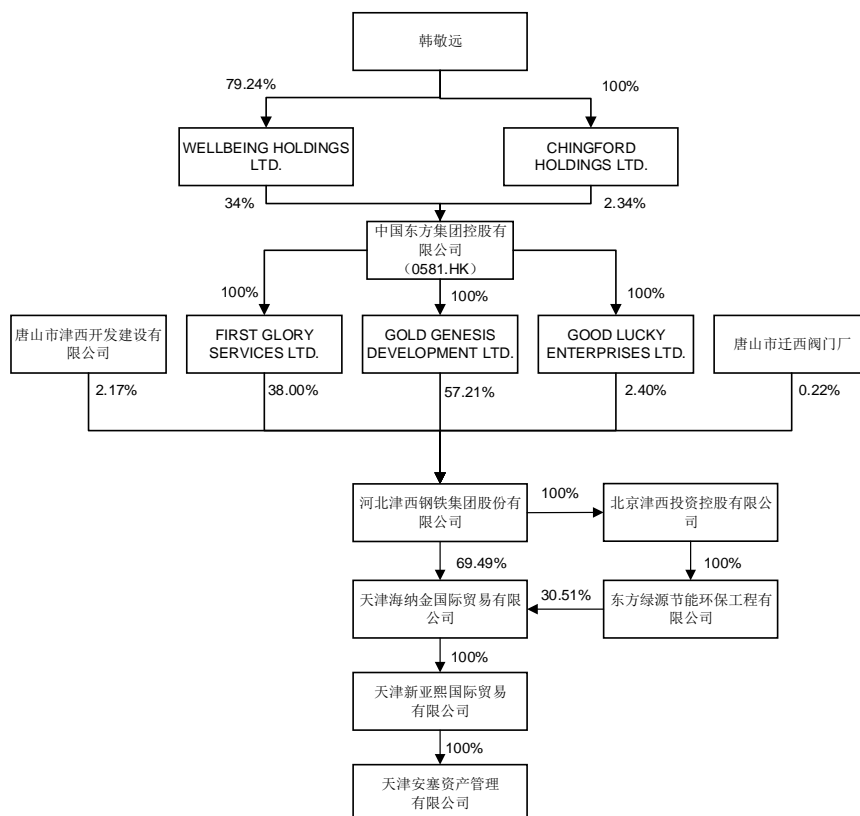 韩敬远
79.24%
100%
WELLBEING HOLDINGS
LTD.
CHINGFORD
HOLDINGS LTD.
34%
2.34%
中国东方集团控股有
限公司
（0581.HK）
100%
100%
100%
唐山市津西开发建设有
限公司
FIRST GLORY
SERVICES LTD.
GOLD GENESIS
DEVELOPMENT LTD.
GOOD LUCKY
ENTERPRISES LTD.
唐山市迁西阀门厂
2.17%
38.00%
57.21%
2.40%
0.22%
河北津西钢铁集团股份有
限公司
100%
北京津西投资控股有限公
司
69.49%
100%
天津海纳金国际贸易有限公
司
30.51%
东方绿源节能环保工程有
限公司
100%
天津新亚熙国际贸易
有限公司
100%
天津安塞资产管理
有限公司